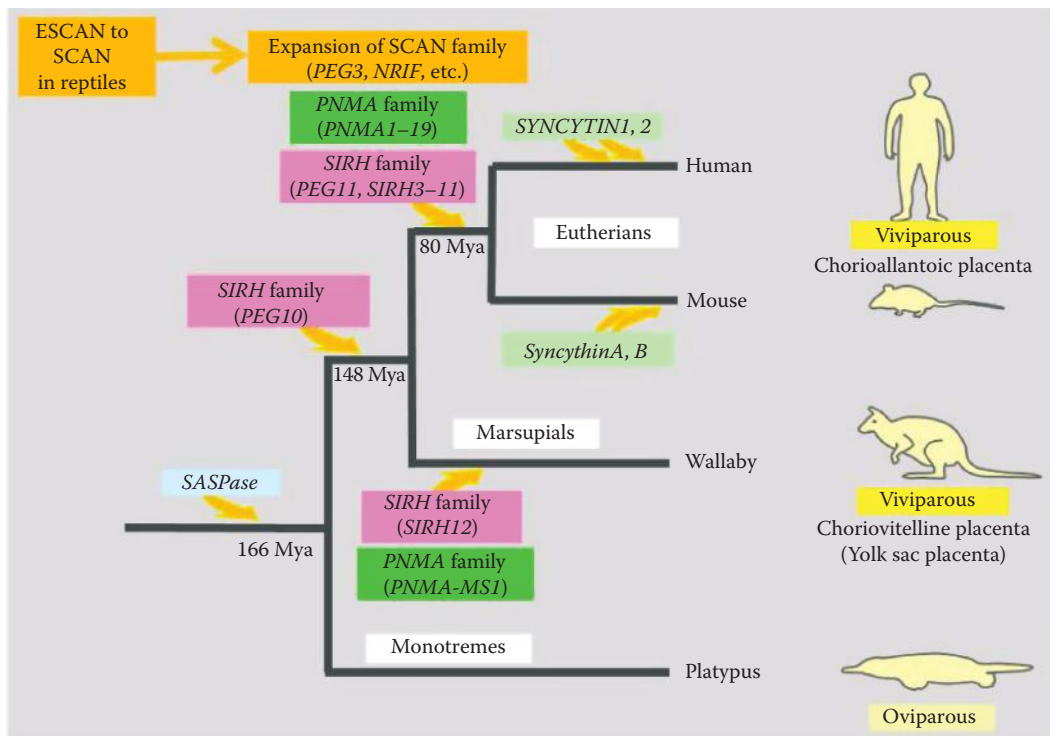 ESCAN to
SCAN
in reptiles
Expansion of SCAN family
(PEG3, NRIF, etc.)
PNMA family
(PNMA1–19)
SIRH family
(PEG11, SIRH3–11)
SYNCYTIN1, 2
Human
80 Mya
Eutherians
Viviparous
Chorioallantoic placenta
SIRH family
(PEG10)
Mouse
SyncythinA, B
148 Mya
Marsupials
Wallaby
SASPase
SIRH family
(SIRH12)
Viviparous
Choriovitelline placenta
(Yolk sac placenta)
166 Mya
PNMA family
(PNMA-MS1)
Monotremes
Platypus
Oviparous